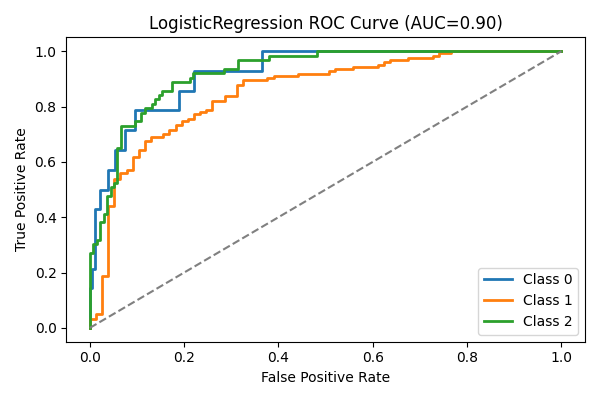 LogisticRegression ROC Curve (AUC=0.90)
True Positive Rate
1.0
0.8
0.6
0.4
0.2
0.0
Class 0
Class 1
Class 2
0.0 0.2 0.4 0.6 0.8 1.0
False Positive Rate